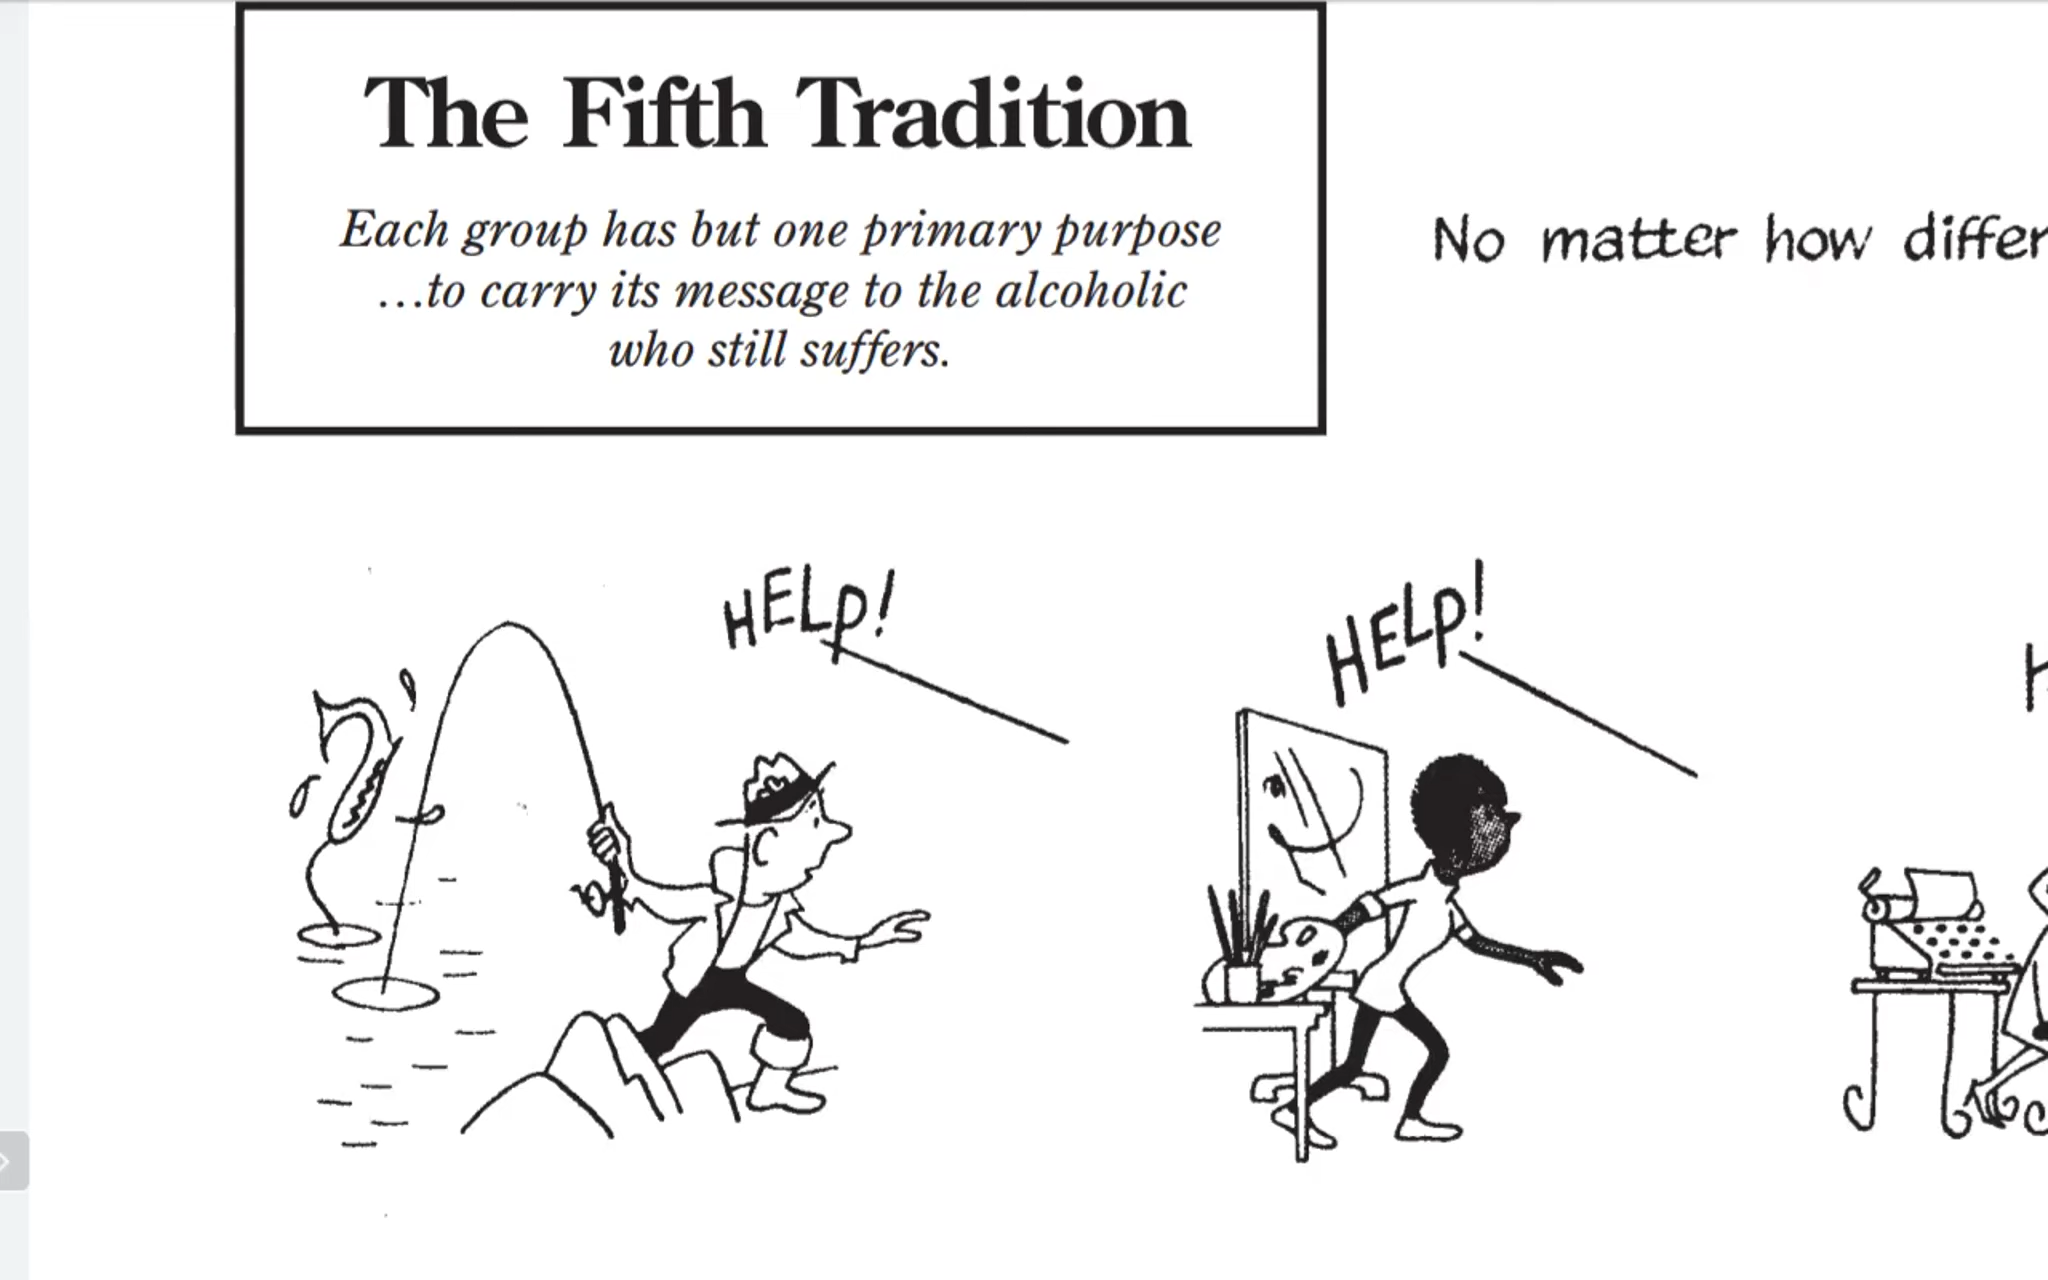 The Fifth Tradition
Each group has but one primary purpose
...to carry its message to the alcoholic
who still suffers.
No matter how differ
HELP!
HELP!
H